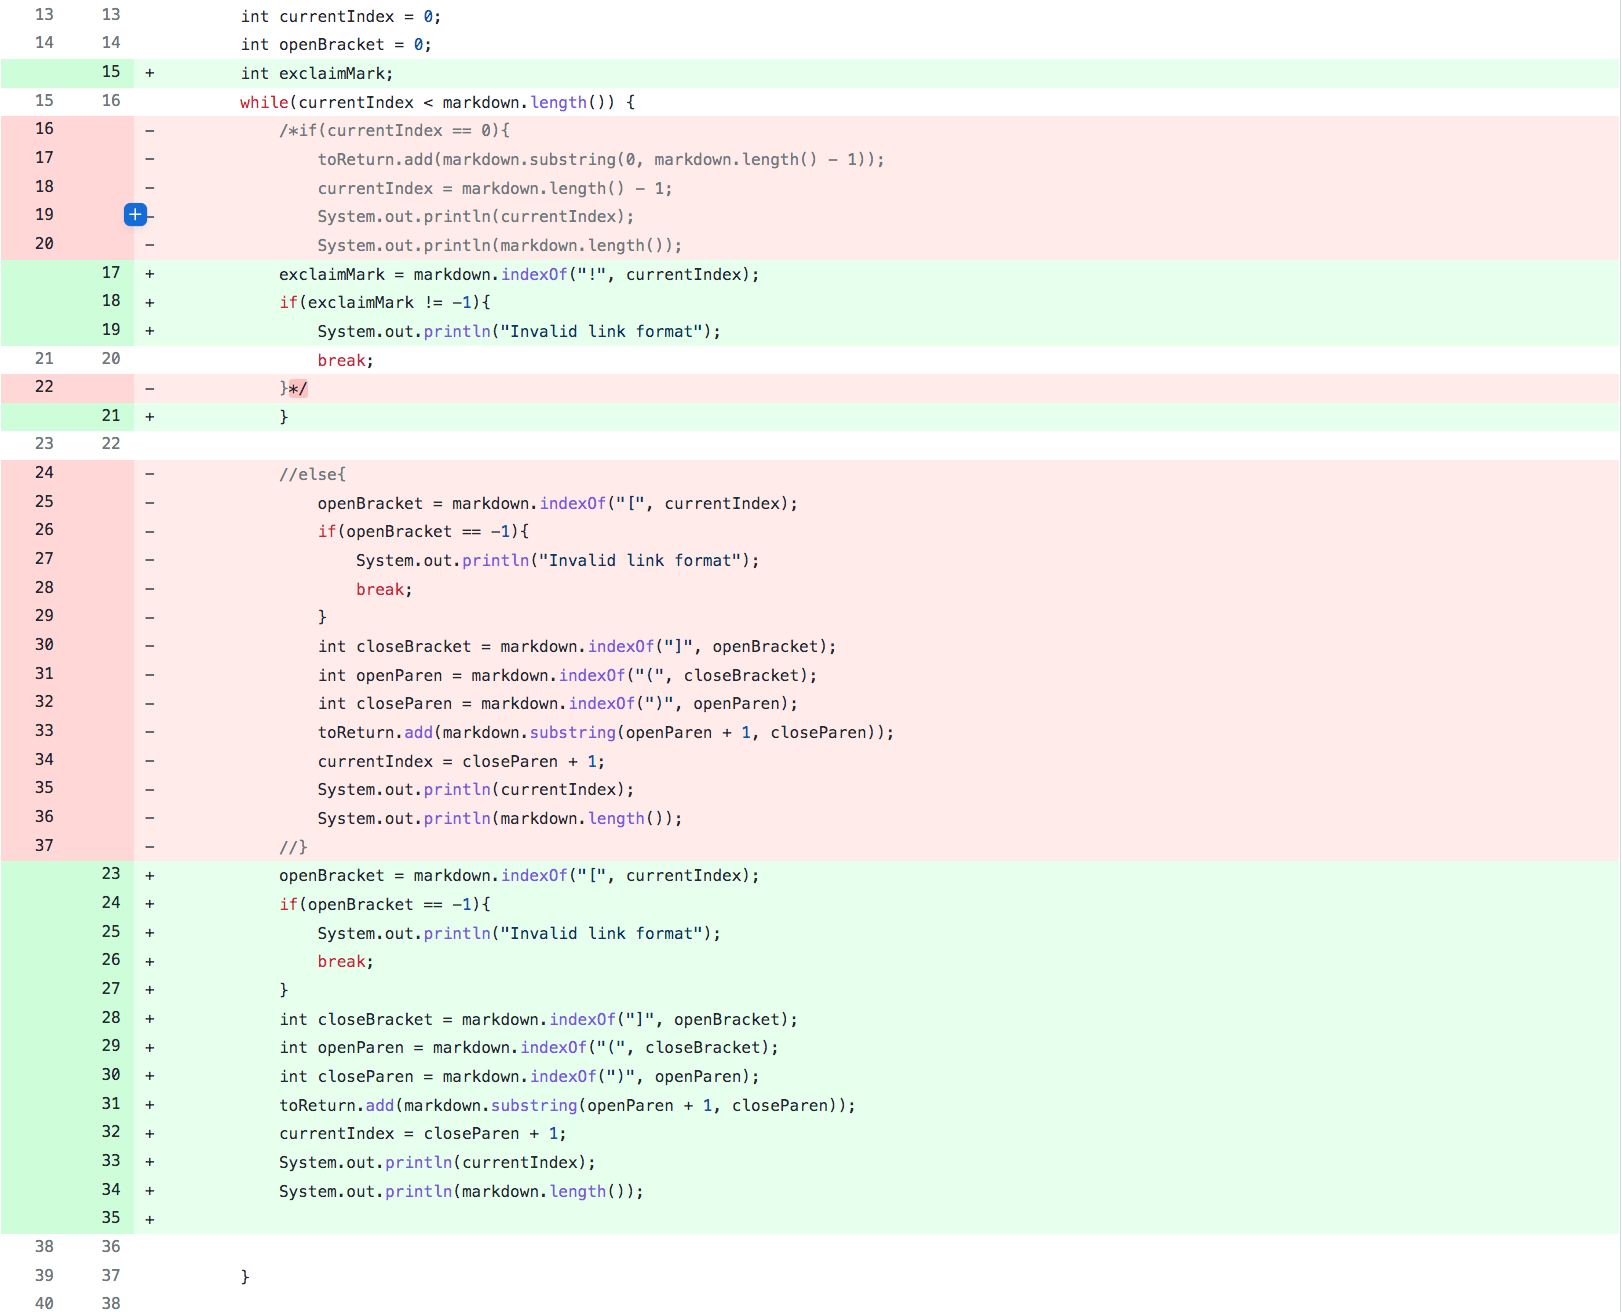 13 13 int currentIndex = 0;
14 14 int openBracket = 0;
15 + int exclaimMark;
15 16 while(currentIndex < markdown.length()) {
16 - /*if(currentIndex == 0){
17 - toReturn.add(markdown.substring(0, markdown.length() - 1));
18 - currentIndex = markdown.length() - 1;
19 + - System.out.println(currentIndex);
20 - System.out.println(markdown.length());
17 + exclaimMark = markdown.indexOf("!", currentIndex);
18 + if(exclaimMark != -1){
19 + System.out.println("Invalid link format");
21 20 break;
22 - }*/
21 + }
23 22
24 - //else{
25 - openBracket = markdown.indexOf("[", currentIndex);
26 - if(openBracket == -1){
27 - System.out.println("Invalid link format");
28 - break;
29 - }
30 - int closeBracket = markdown.indexOf("]", openBracket);
31 - int openParen = markdown.indexOf("(", closeBracket);
32 - int closeParen = markdown.indexOf(")", openParen);
33 - toReturn.add(markdown.substring(openParen + 1, closeParen));
34 - currentIndex = closeParen + 1;
35 - System.out.println(currentIndex);
36 - System.out.println(markdown.length());
37 - //}
23 + openBracket = markdown.indexOf("[", currentIndex);
24 + if(openBracket == -1){
25 + System.out.println("Invalid link format");
26 + break;
27 + }
28 + int closeBracket = markdown.indexOf("]", openBracket);
29 + int openParen = markdown.indexOf("(", closeBracket);
30 + int closeParen = markdown.indexOf(")", openParen);
31 + toReturn.add(markdown.substring(openParen + 1, closeParen));
32 + currentIndex = closeParen + 1;
33 + System.out.println(currentIndex);
34 + System.out.println(markdown.length());
35 +
38 36
39 37 }
40 38